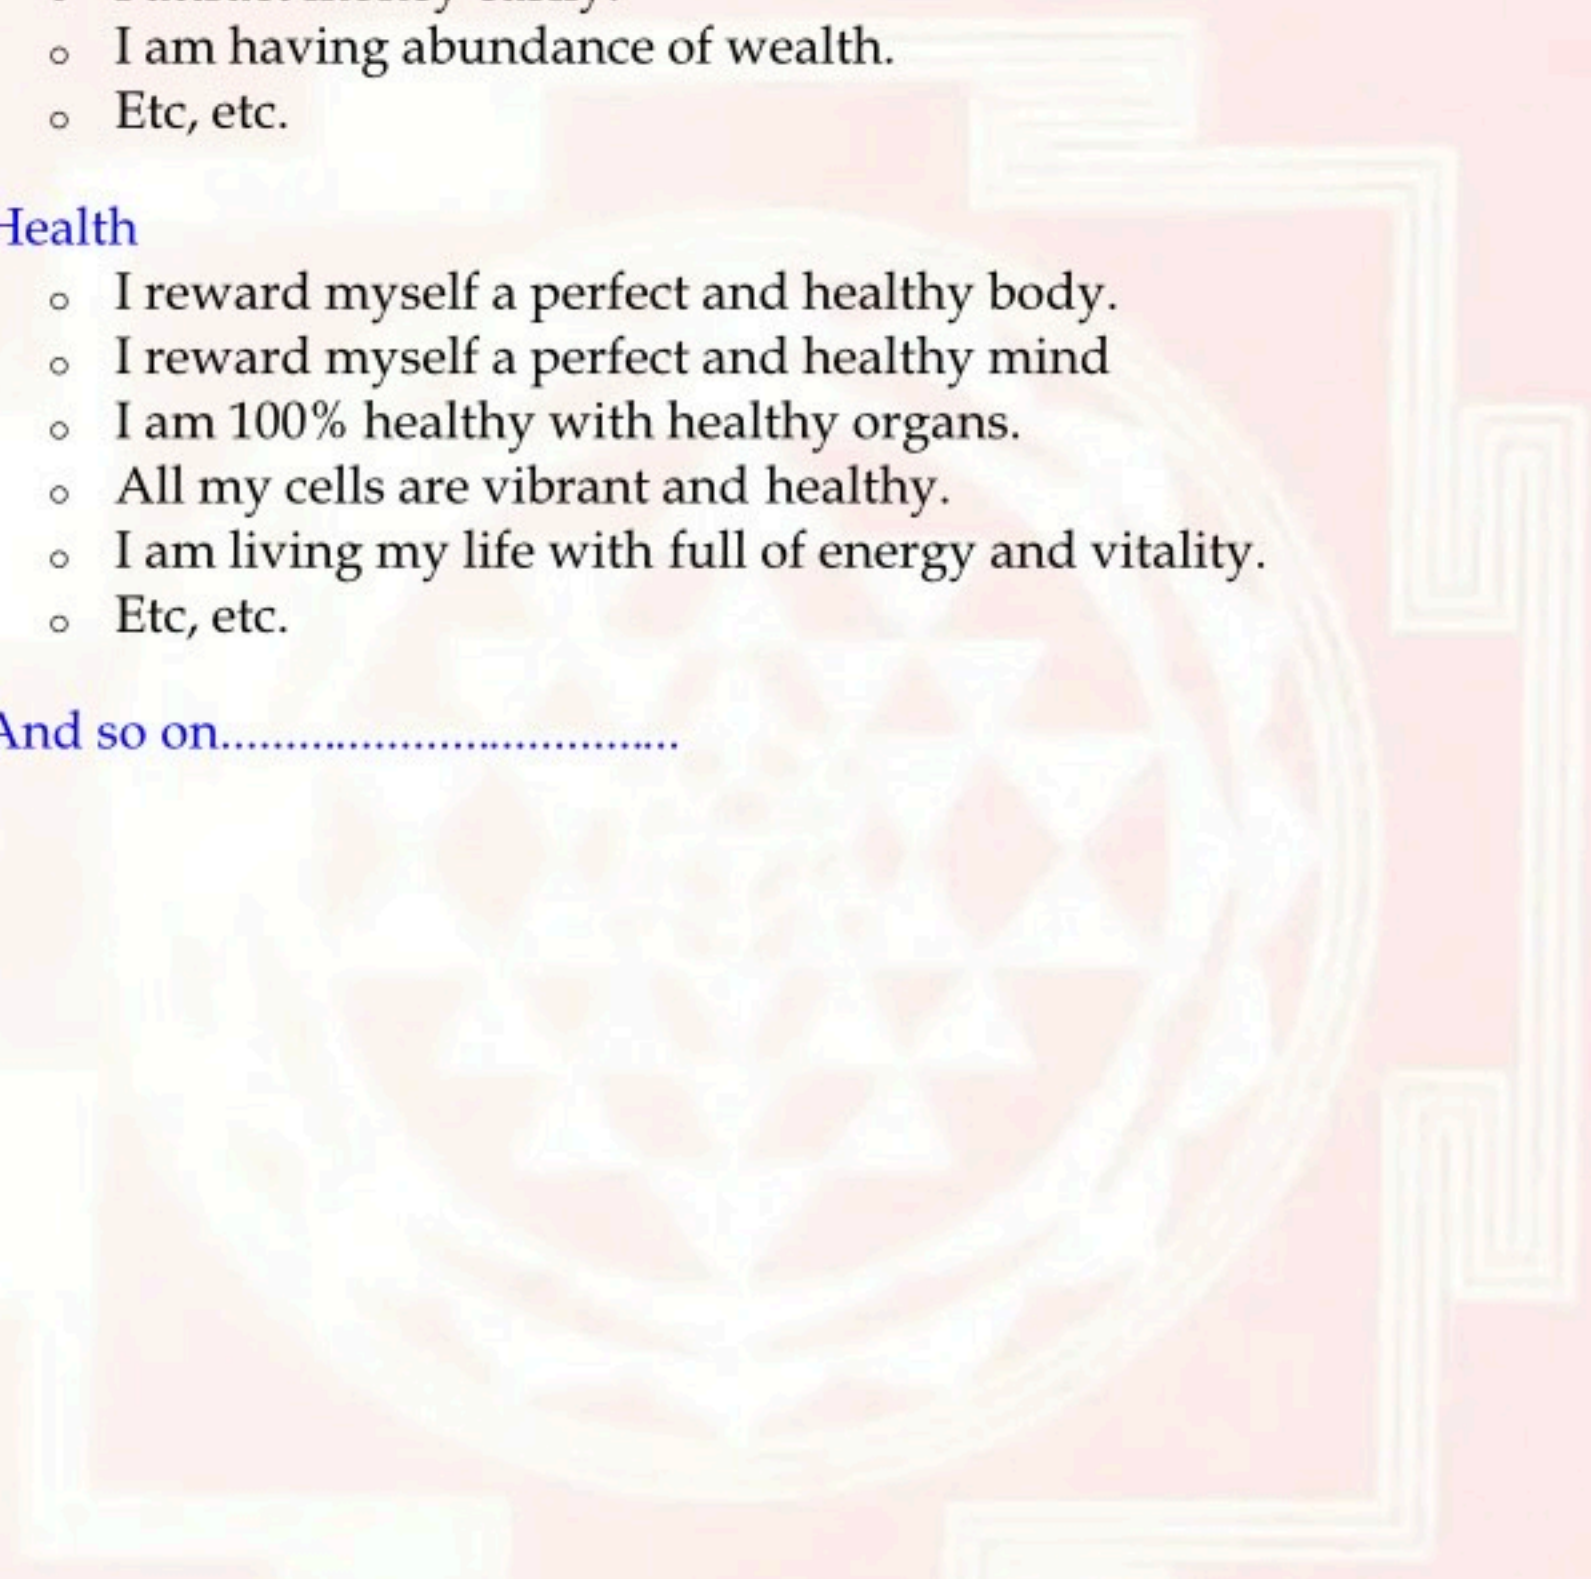 o I am having abundance of wealth.
o Etc, etc.
Health
o I reward myself a perfect and healthy body.
o I reward myself a perfect and healthy mind
o I am 100% healthy with healthy organs.
o All my cells are vibrant and healthy.
o I am living my life with full of energy and vitality.
o Etc, etc.
And so on.......................................